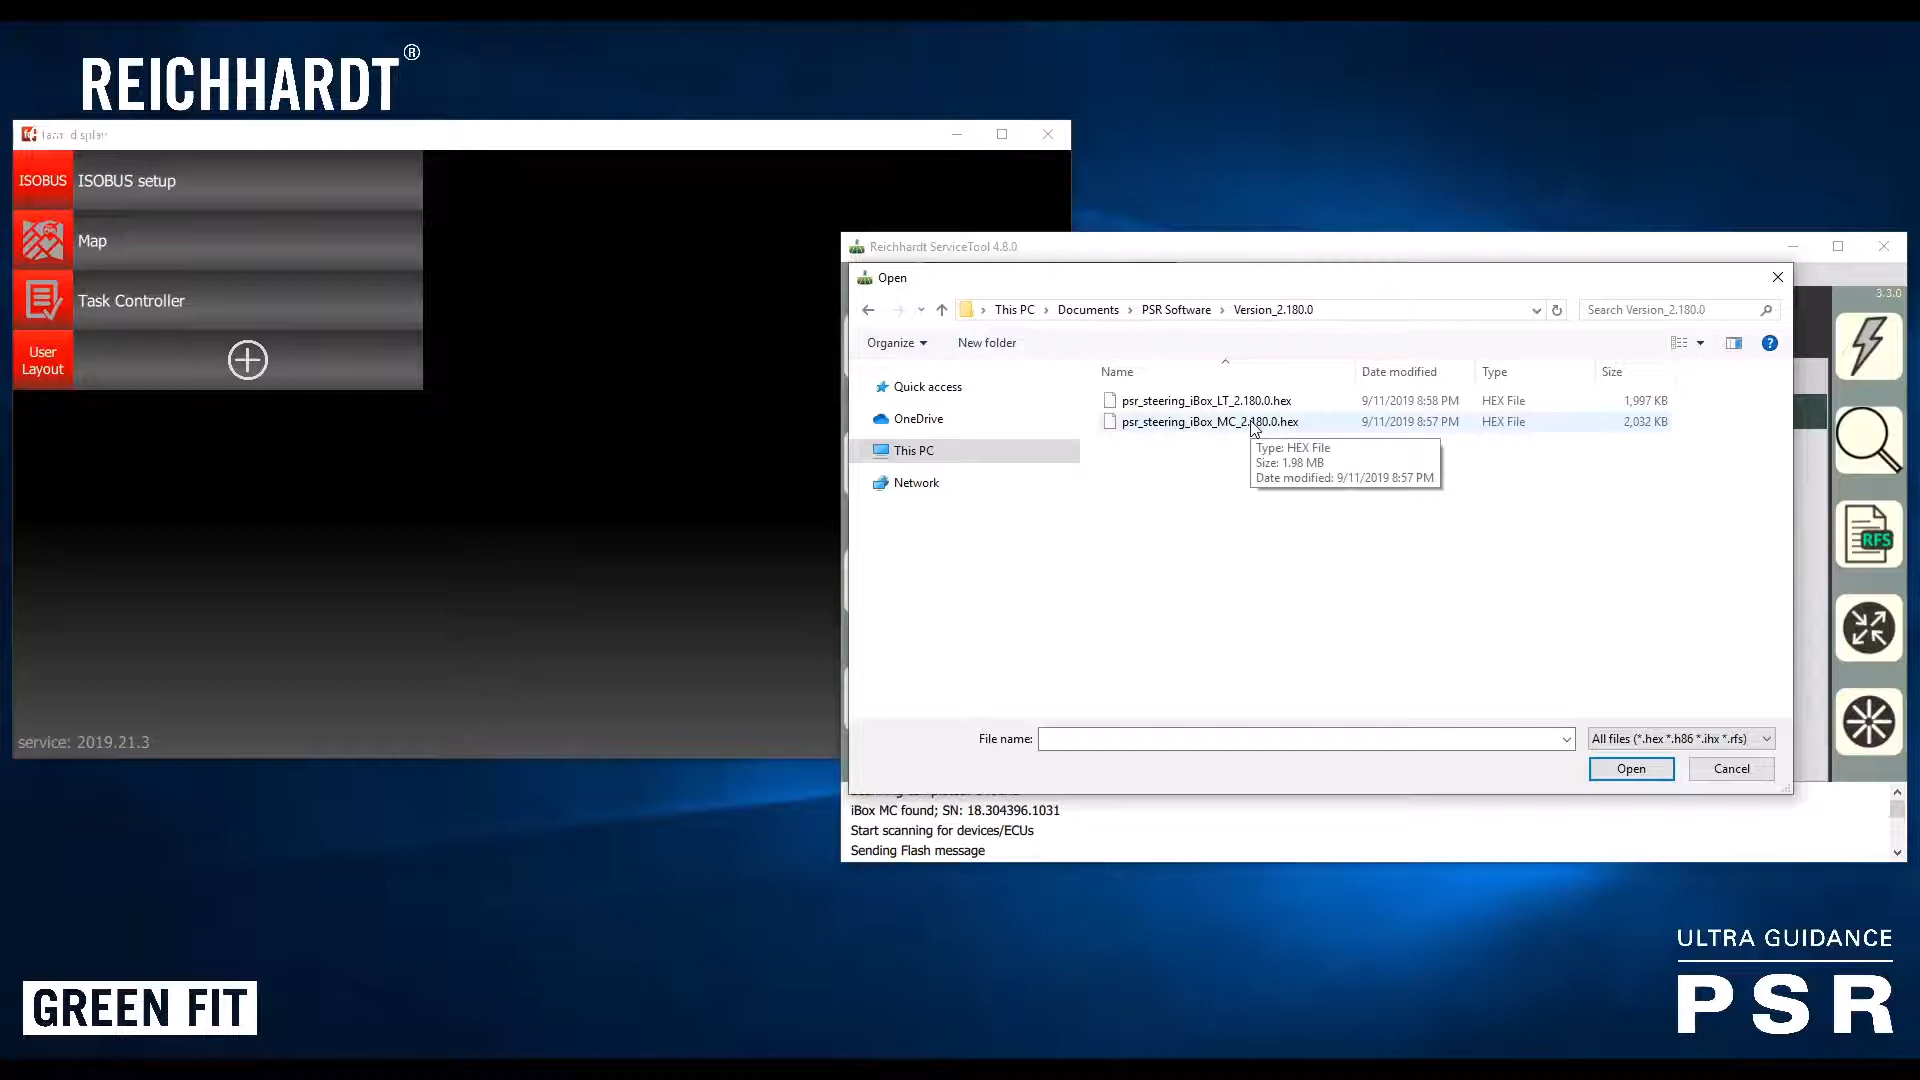 REICHHARDT®
farm display
ISOBUS
ISOBUS setup
Map
Task Controller
User
Layout
service: 2019.21.3
Reichhardt ServiceTool 4.8.0
3.3.0
Open
This PC › Documents › PSR Software › Version_2.180.0
Search Version_2.180.0
Organize
New folder
Name
Date modified
Type
Size
Quick access
OneDrive
This PC
Network
psr_steering_iBox_LT_2.180.0.hex 9/11/2019 8:58 PM HEX File 1,997 KB
psr_steering_iBox_MC_2.180.0.hex 9/11/2019 8:57 PM HEX File 2,032 KB
Type: HEX File
Size: 1.98 MB
Date modified: 9/11/2019 8:57 PM
RFS
File name:
All files (*.hex *.h86 *.ihx *.rfs)
Open
Cancel
iBox MC found; SN: 18.304396.1031
Start scanning for devices/ECUs
Sending Flash message
GREEN FIT
ULTRA GUIDANCE
PSR